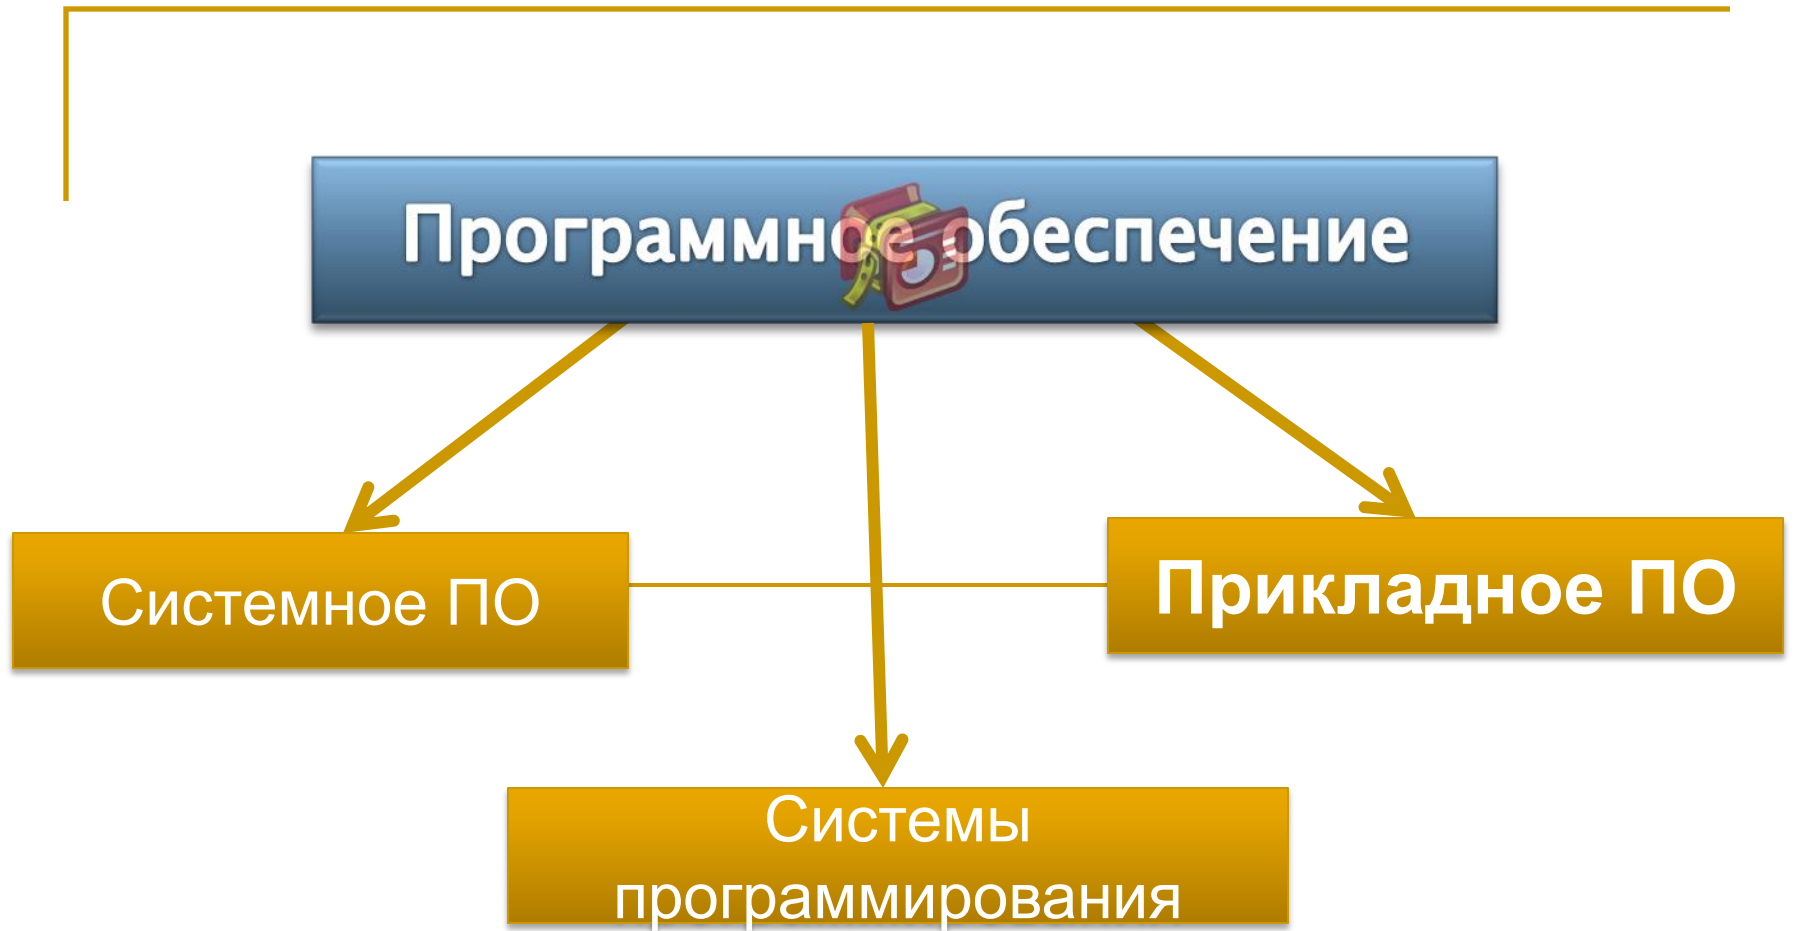 Программное обеспечение
Системное ПО
Прикладное ПО
Системы
программирования